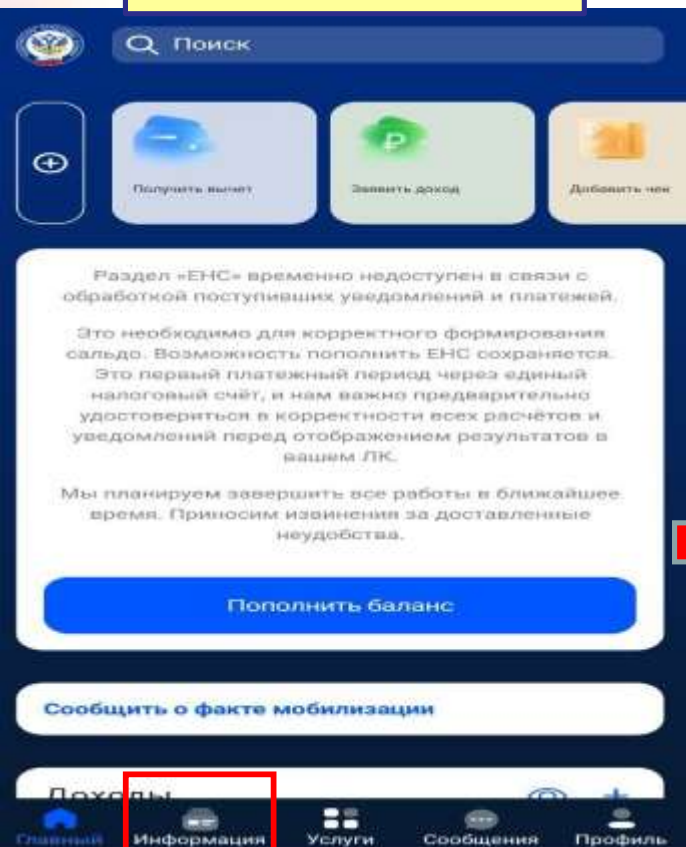 Поиск
Получить вычет
Заявить доход
Добавить чек
Раздел «ЕНС» временно недоступен в связи с
обработкой поступивших уведомлений и платежей.
Это необходимо для корректного формирования
сальдо. Возможность пополнить ЕНС сохраняется.
Это первый платежный период через единый
налоговый счёт, и нам важно предварительно
удостовериться в корректности всех расчётов и
уведомлений перед отображением результатов в
вашем ЛК.
Мы планируем завершить все работы в ближайшее
время. Приносим извинения за доставленные
неудобства.
Пополнить баланс
Сообщить о факте мобилизации
Доходы
Главный Информация Услуги Сообщения Профиль